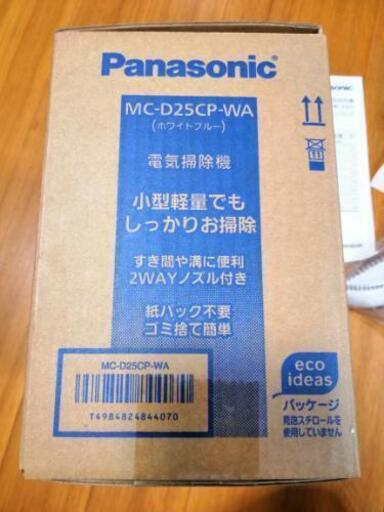 Panasonic
MC-D25CP-WA
(ホワイトブルー)
電気掃除機
小型軽量でも
しっかりお掃除
すき間や溝に便利
2WAYノズル付き
紙パック不要
ゴミ捨て簡単
MC-D25CP-WA
T4984824844070
eco
ideas
パッケージ
発泡スチロールを
使用していません